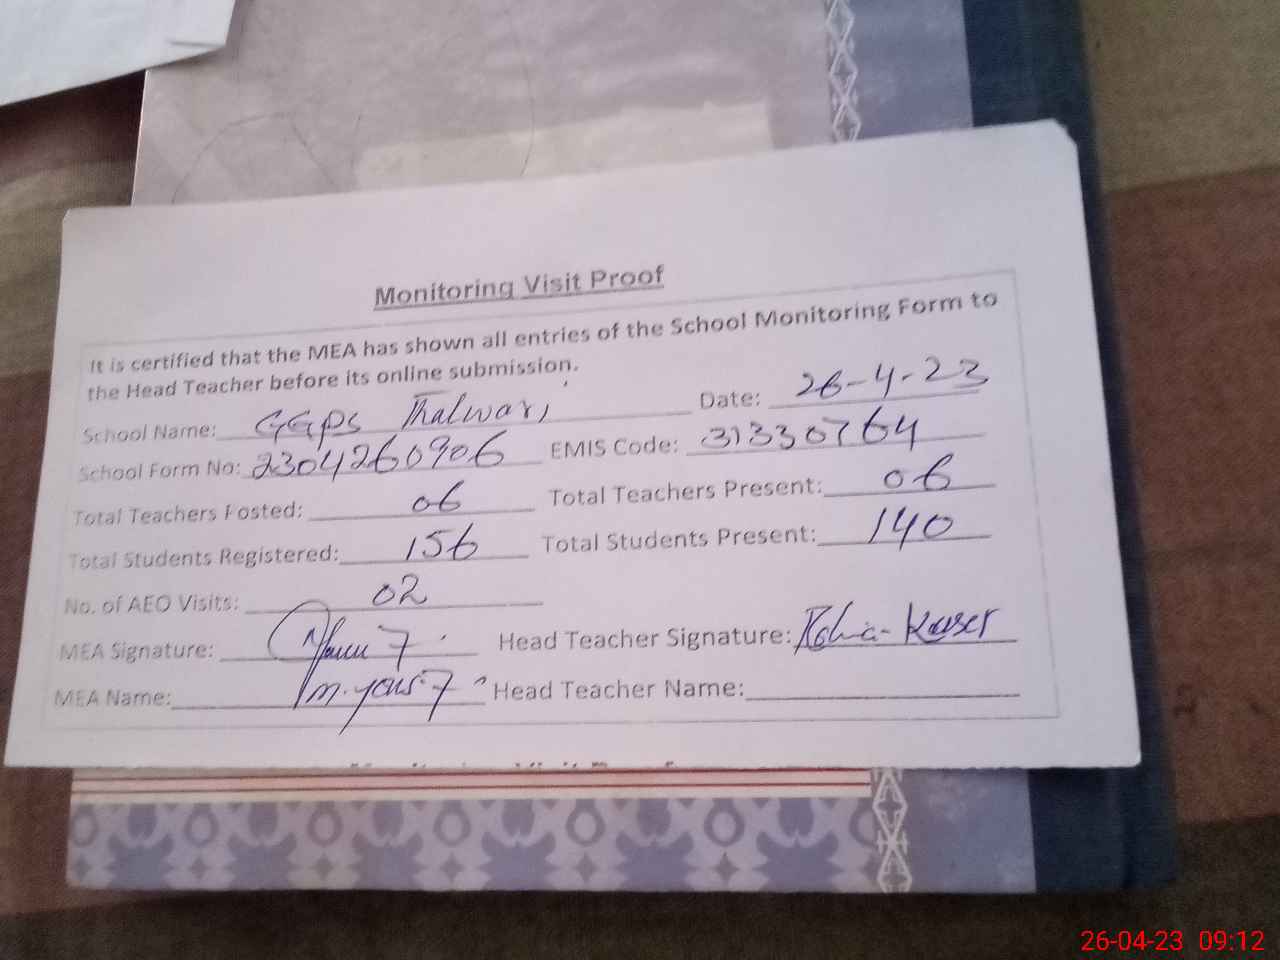 Monitoring Visit Proof
It is certified that the MEA has shown all entries of the School Monitoring Form to
the Head Teacher before its online submission.
School Name: GGPS Thalwari Date: 26-4-23
School Form No: 2304260906 EMIS Code: 31330764
Total Teachers Posted: 06 Total Teachers Present: 06
Total Students Registered: 156 Total Students Present: 140
No. of AEO Visits: 02
MEA Signature: Head Teacher Signature: Kauser
MEA Name: Head Teacher Name:
26-04-23 09:12